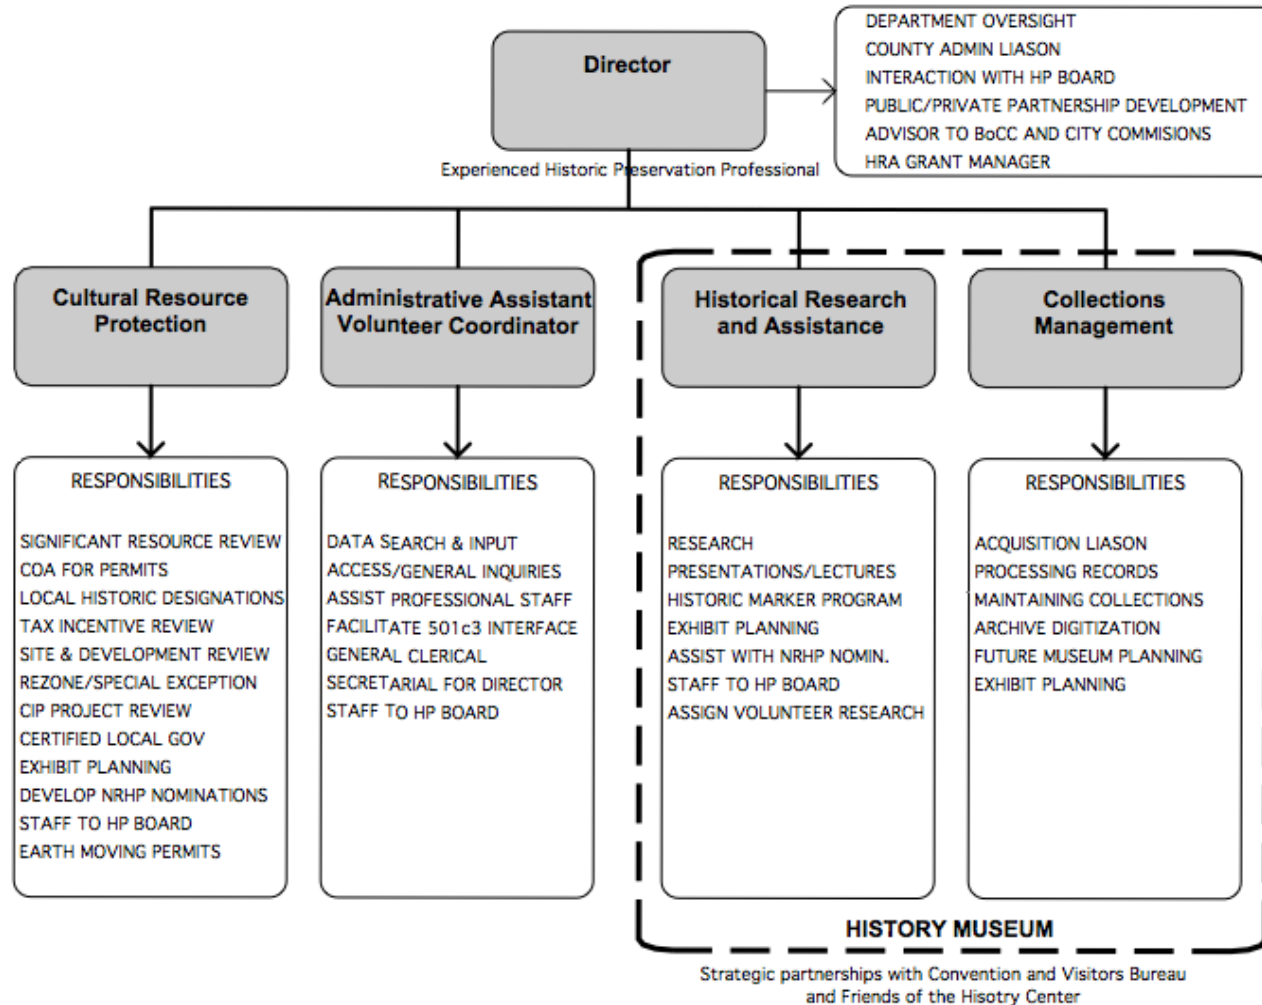 Director
Experienced Historic Preservation Professional
DEPARTMENT OVERSIGHT
COUNTY ADMIN LIASON
INTERACTION WITH HP BOARD
PUBLIC/PRIVATE PARTNERSHIP DEVELOPMENT
ADVISOR TO BoCC AND CITY COMMISIONS
HRA GRANT MANAGER
Cultural Resource
Protection
RESPONSIBILITIES
SIGNIFICANT RESOURCE REVIEW
COA FOR PERMITS
LOCAL HISTORIC DESIGNATIONS
TAX INCENTIVE REVIEW
SITE & DEVELOPMENT REVIEW
REZONE/SPECIAL EXCEPTION
CIP PROJECT REVIEW
CERTIFIED LOCAL GOV
EXHIBIT PLANNING
DEVELOP NRHP NOMINATIONS
STAFF TO HP BOARD
EARTH MOVING PERMITS
Administrative Assistant
Volunteer Coordinator
RESPONSIBILITIES
DATA SEARCH & INPUT
ACCESS/GENERAL INQUIRIES
ASSIST PROFESSIONAL STAFF
FACILITATE 501c3 INTERFACE
GENERAL CLERICAL
SECRETARIAL FOR DIRECTOR
STAFF TO HP BOARD
Historical Research
and Assistance
RESPONSIBILITIES
RESEARCH
PRESENTATIONS/LECTURES
HISTORIC MARKER PROGRAM
EXHIBIT PLANNING
ASSIST WITH NRHP NOMIN.
STAFF TO HP BOARD
ASSIGN VOLUNTEER RESEARCH
Collections
Management
RESPONSIBILITIES
ACQUISITION LIASON
PROCESSING RECORDS
MAINTAINING COLLECTIONS
ARCHIVE DIGITIZATION
FUTURE MUSEUM PLANNING
EXHIBIT PLANNING
HISTORY MUSEUM
Strategic partnerships with Convention and Visitors Bureau
and Friends of the Hisotry Center